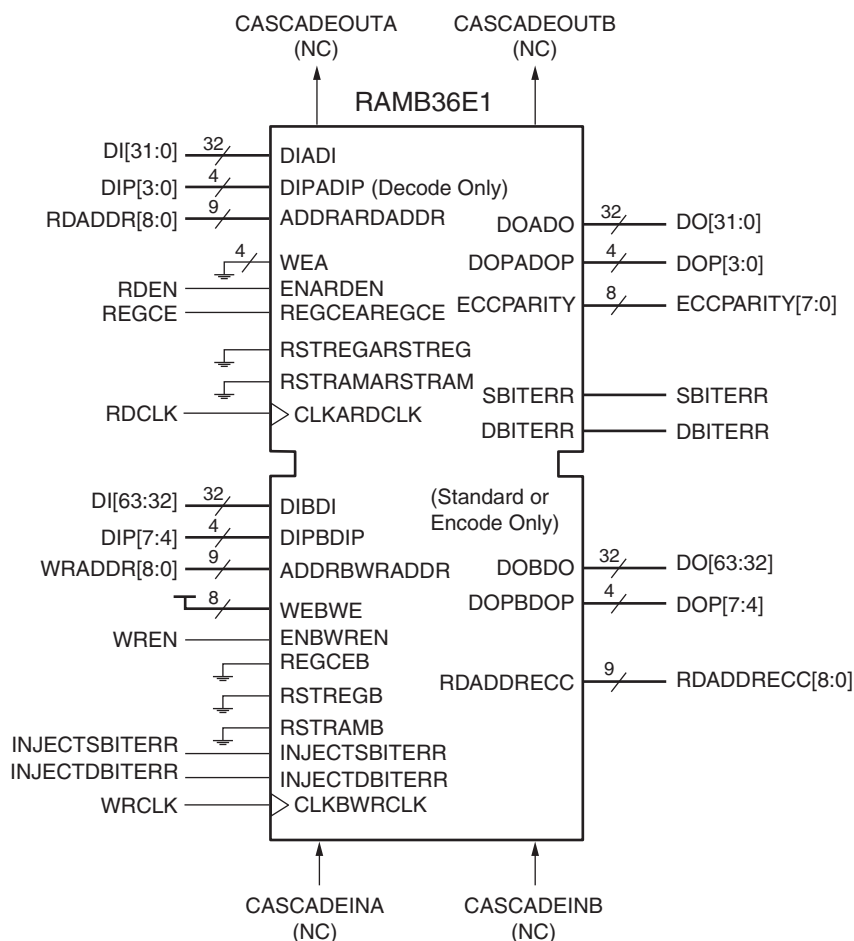 CASCADEOUTA
(NC)
CASCADEOUTB
(NC)
RAMB36E1
DI[31:0] 32 DIADI
DIP[3:0] 4 DIPADIP (Decode Only)
RDADDR[8:0] 9 ADDRARDADDR
4 WEA
RDEN ENARDEN
REGCE REGCEAREGCE
RSTREGARSTREG
RSTRAMARSTRAM
RDCLK CLKARDCLK
DOADO 32 DO[31:0]
DOPADOP 4 DOP[3:0]
ECCPARITY 8 ECCPARITY[7:0]
SBITERR SBITERR
DBITERR DBITERR
DI[63:32] 32 DIBDI
DIP[7:4] 4 DIPBDIP
WRADDR[8:0] 9 ADDRBWRADDR
8 WEBWE
WREN ENBWREN
REGCEB
RSTREGB
RSTRAMB
INJECTSBITERR INJECTSBITERR
INJECTDBITERR INJECTDBITERR
WRCLK CLKBWRCLK
(Standard or
Encode Only)
DOBDO 32 DO[63:32]
DOPBDOP 4 DOP[7:4]
RDADDRECC 9 RDADDRECC[8:0]
CASCADEINA
(NC)
CASCADEINB
(NC)